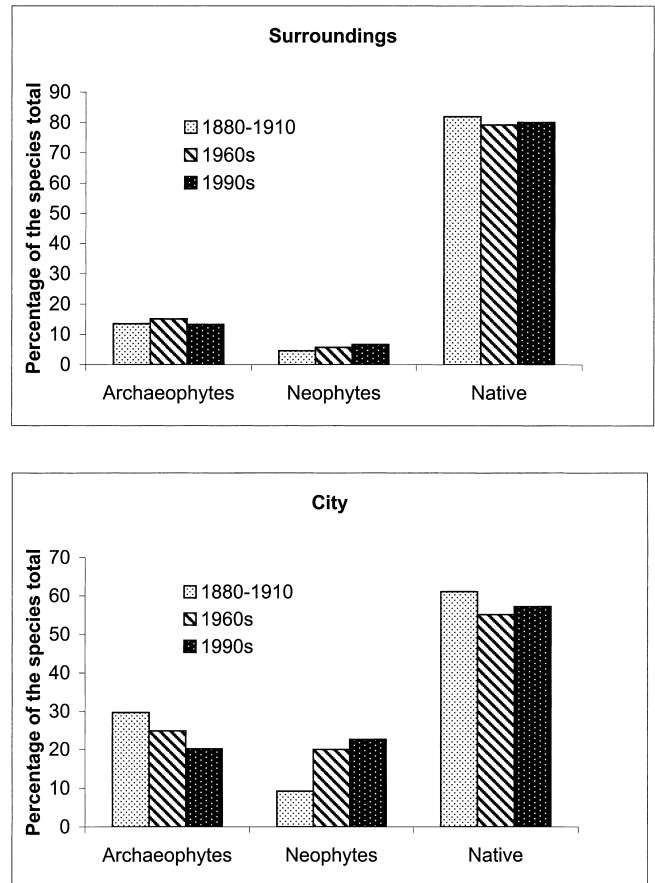 Surroundings
Percentage of the species total
90
80
70
60
50
40
30
20
10
0
1880-1910
1960s
1990s
Archaeophytes Neophytes Native
City
Percentage of the species total
70
60
50
40
30
20
10
0
1880-1910
1960s
1990s
Archaeophytes Neophytes Native